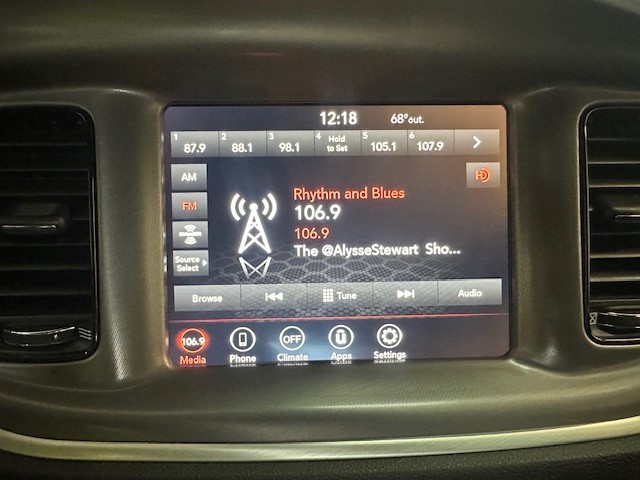 12:18 68°out.
1 2 3 4 Hold 5 6
87.9 88.1 98.1 to Set 105.1 107.9
AM
FM
HD
Rhythm and Blues
106.9
106.9
The @AlysseStewart Sho...
Source
Select
Browse Tune Audio
106.9 OFF
Media Phone Climate Apps Settings